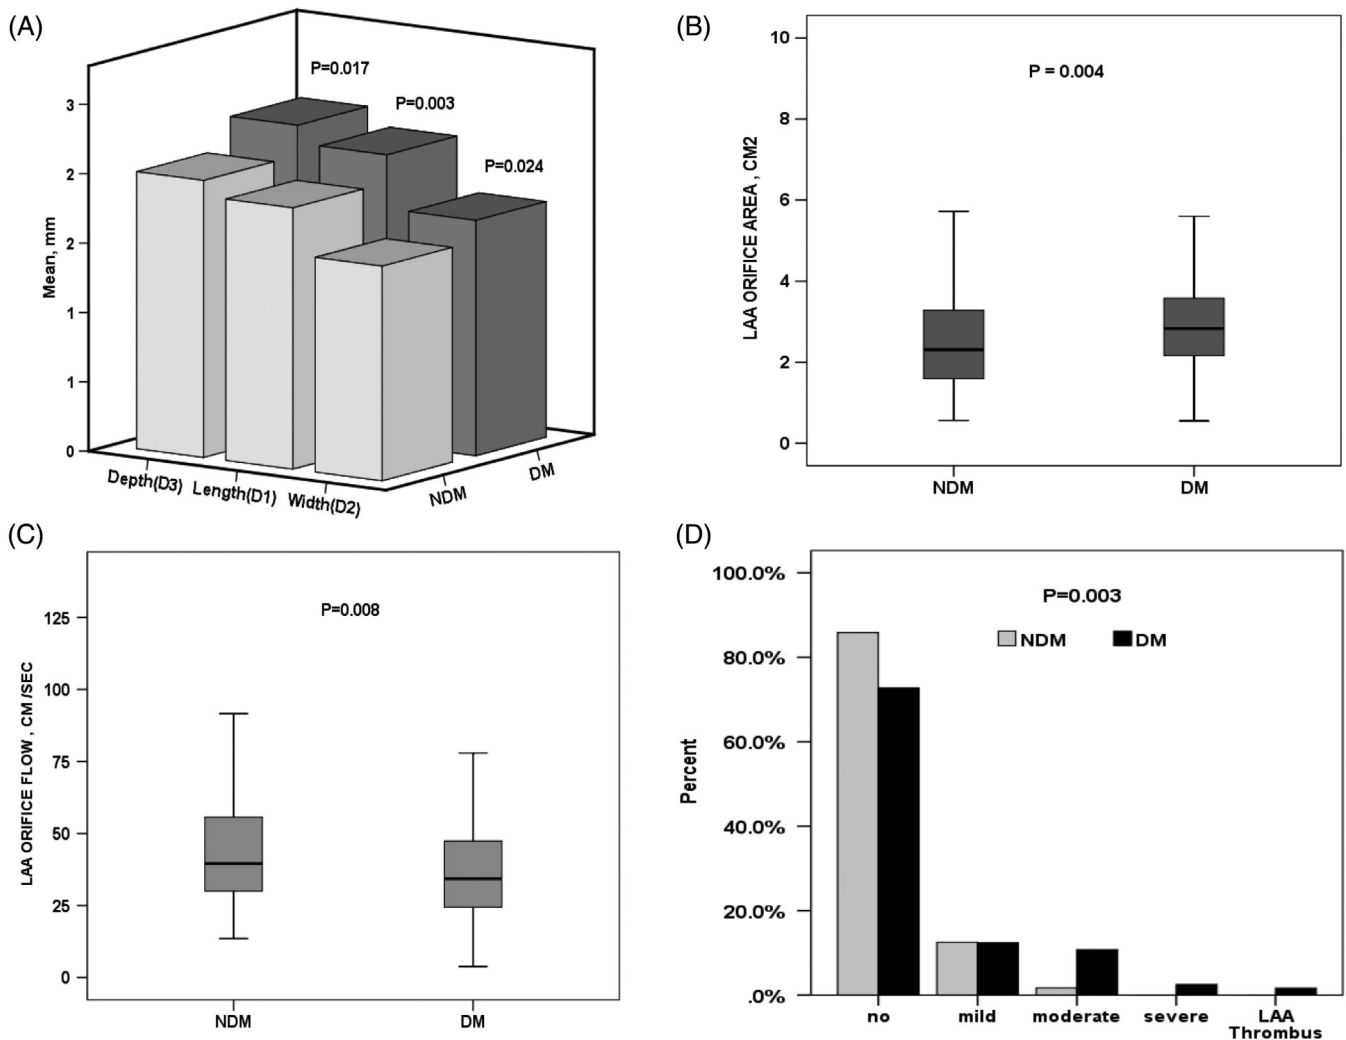 (A)
P=0.017
P=0.003
P=0.024
3
2
2
1
1
0
Mean, mm
Depth(D3)
Length(D1)
Width(D2)
NDM
DM
(B)
P = 0.004
10
8
6
4
2
0
LAA ORIFICE AREA , CM2
NDM
DM
(C)
P=0.008
125
100
75
50
25
0
LAA ORIFICE FLOW , CM /SEC
NDM
DM
(D)
P=0.003
NDM
DM
100.0%
80.0%
60.0%
40.0%
20.0%
.0%
Percent
no
mild
moderate
severe
LAA
Thrombus